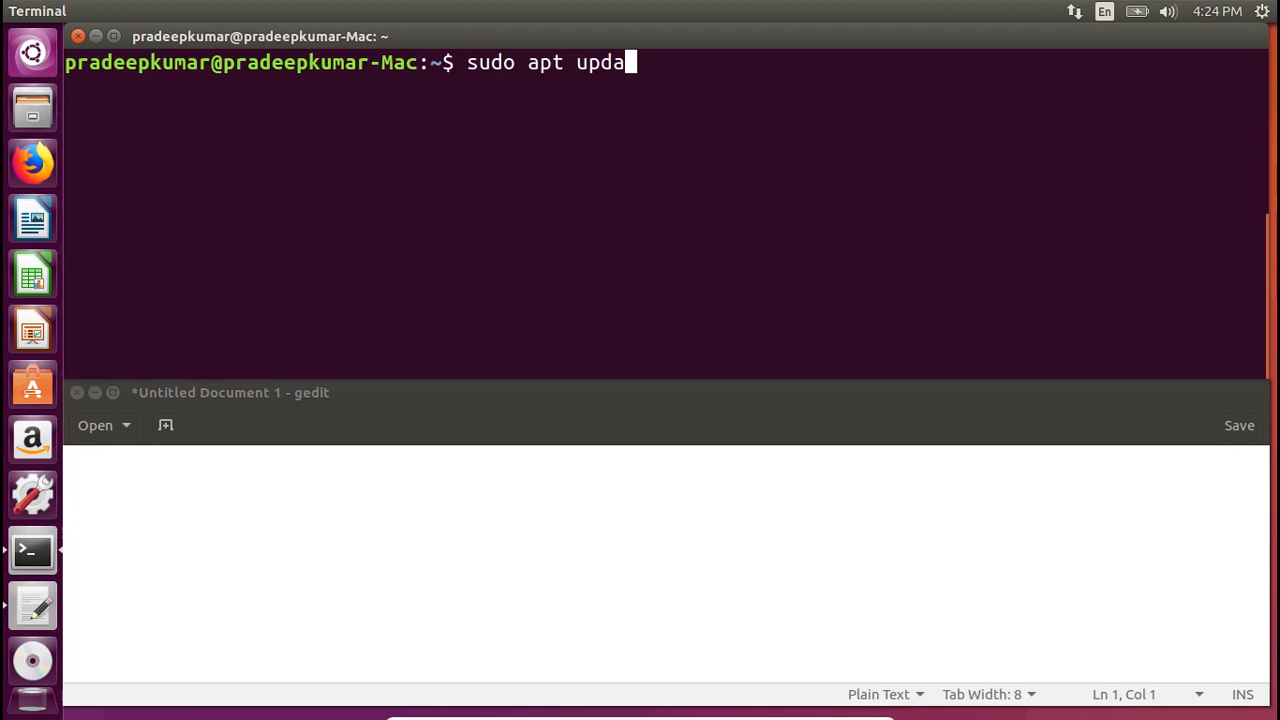 Terminal
En
4:24 PM
pradeepkumar@pradeepkumar-Mac: ~
pradeepkumar@pradeepkumar-Mac:~$ sudo apt upda
*Untitled Document 1 - gedit
Open
Save
Plain Text
Tab Width: 8
Ln 1, Col 1
INS